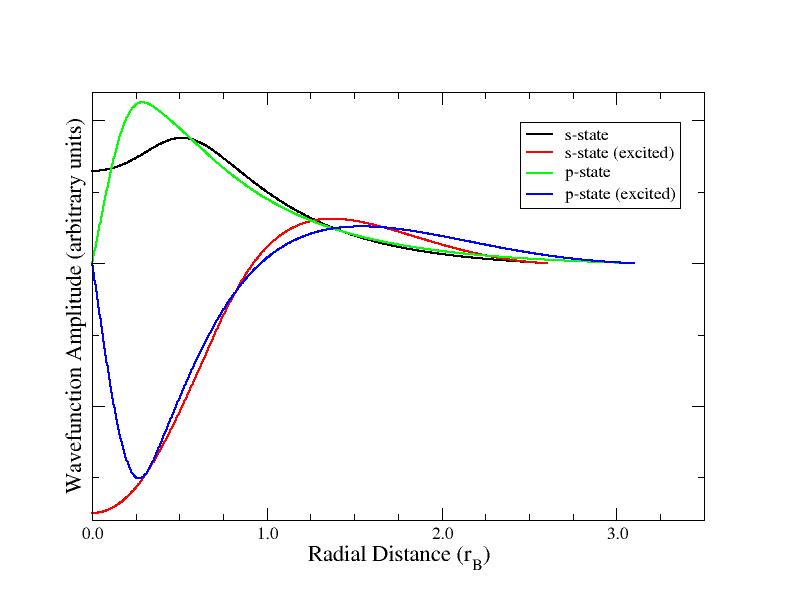 Wavefunction Amplitude (arbitrary units)
s-state
s-state (excited)
p-state
p-state (excited)
0.0 1.0 2.0 3.0
Radial Distance (r_B)